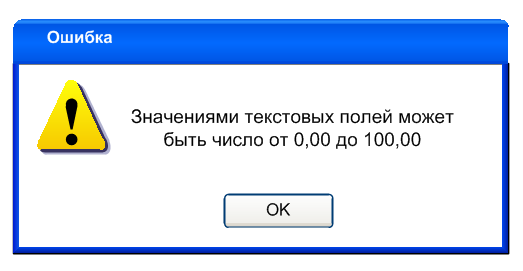 Ошибка
Значениями текстовых полей может
быть число от 0,00 до 100,00
OK